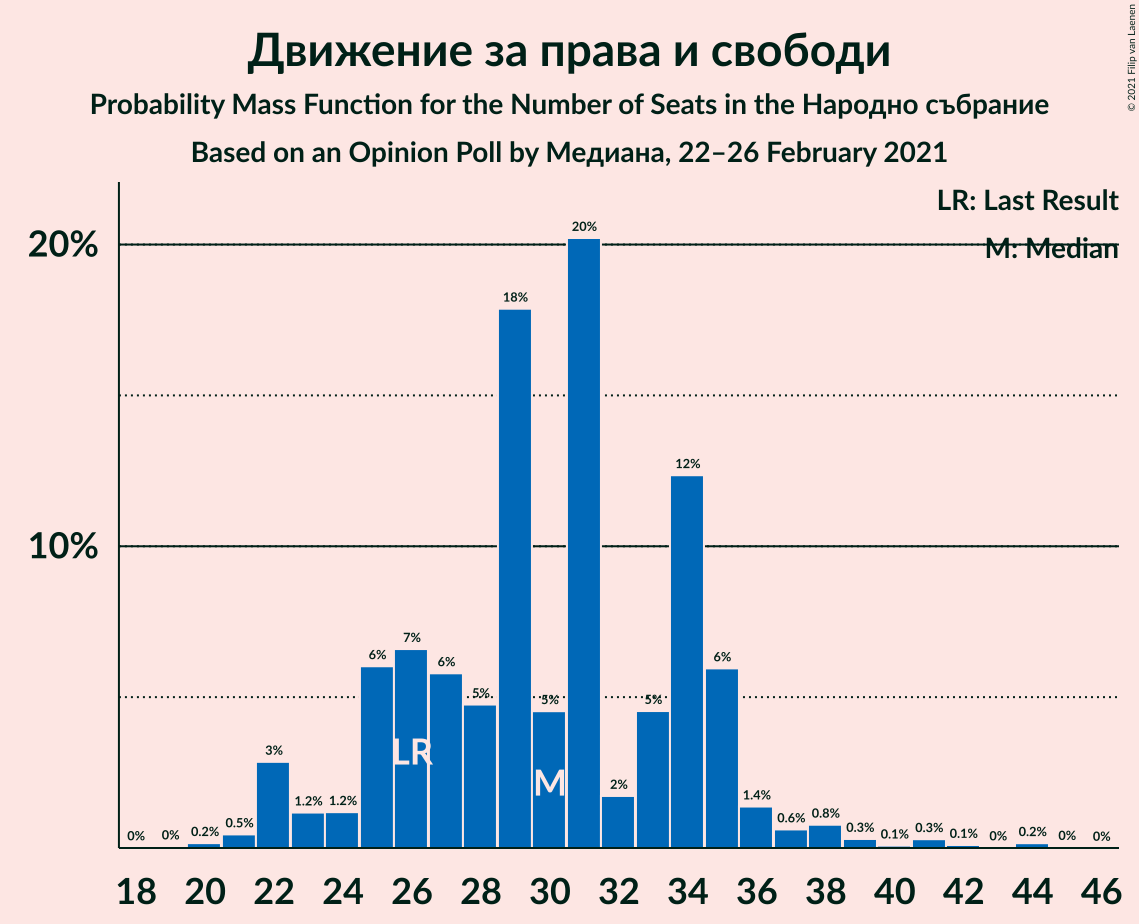 Движение за права и свободи
Probability Mass Function for the Number of Seats in the Народно събрание
Based on an Opinion Poll by Медиана, 22–26 February 2021
© 2021 Filip van Laenen
LR: Last Result
M: Median
20%
10%
0% 0% 0.2% 0.5% 3% 1.2% 1.2% 6% 7% 6% 5% 18% 5% 20% 2% 5% 12% 6% 1.4% 0.6% 0.8% 0.3% 0.1% 0.3% 0.1% 0% 0.2% 0% 0%
LR
M
18 20 22 24 26 28 30 32 34 36 38 40 42 44 46